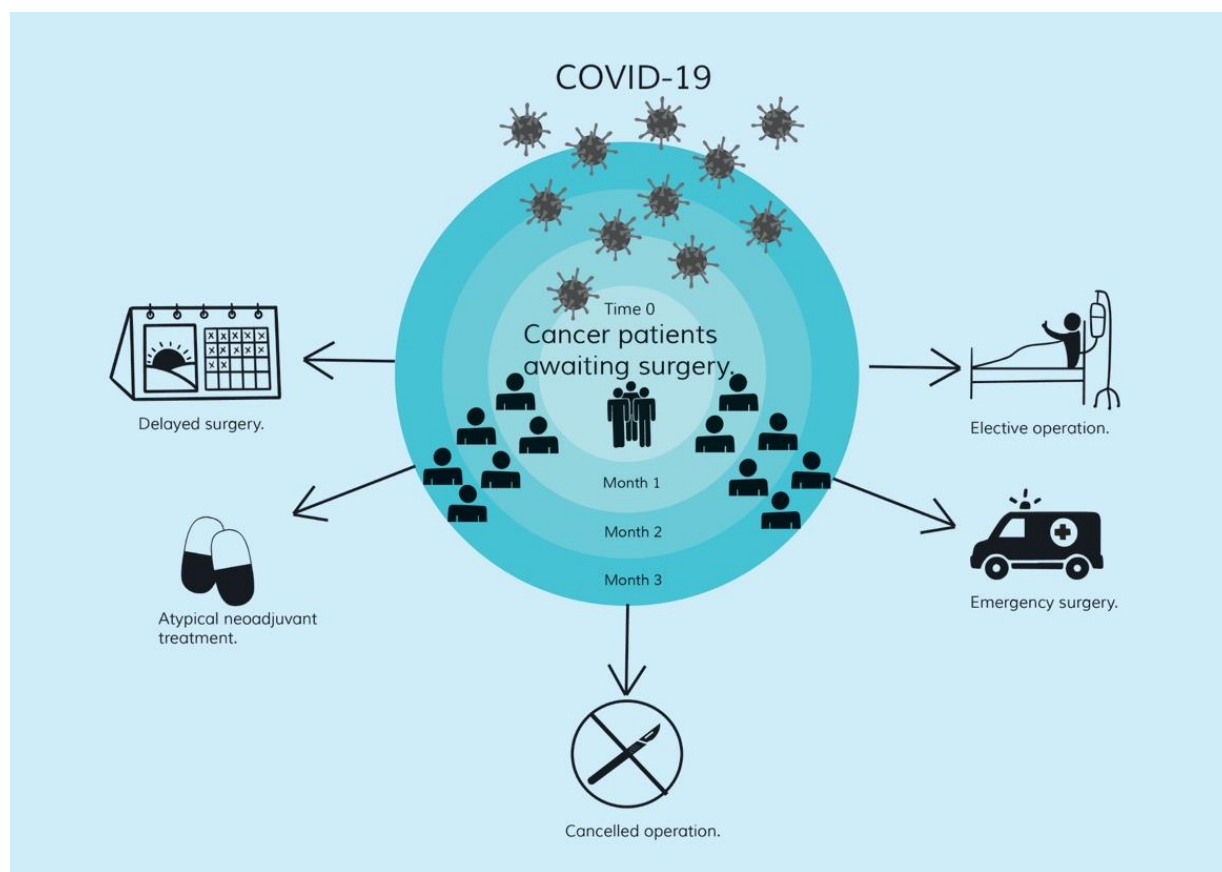 COVID-19
Time 0
Cancer patients
awaiting surgery.
Delayed surgery.
Elective operation.
Month 1
Month 2
Month 3
Atypical neoadjuvant
treatment.
Emergency surgery.
Cancelled operation.